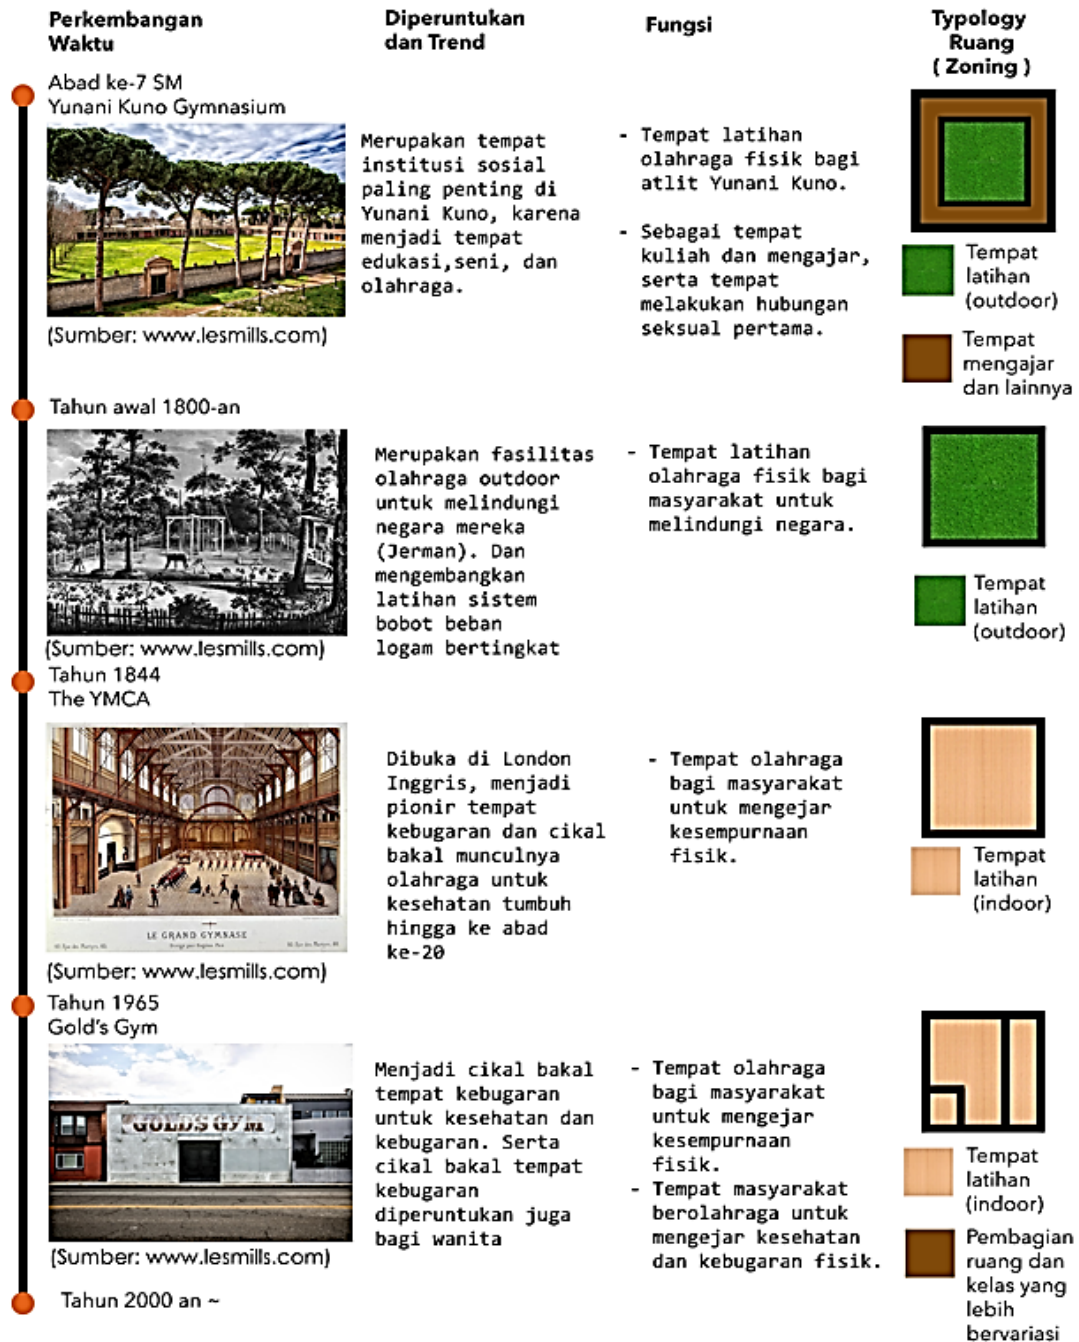 Perkembangan
Waktu
Diperuntukan
dan Trend
Fungsi
Typology
Ruang
( Zoning )
Abad ke-7 SM
Yunani Kuno Gymnasium
(Sumber: www.lesmills.com)
Merupakan tempat
institusi sosial
paling penting di
Yunani Kuno, karena
menjadi tempat
edukasi,seni, dan
olahraga.
- Tempat latihan
olahraga fisik bagi
atlit Yunani Kuno.
- Sebagai tempat
kuliah dan mengajar,
serta tempat
melakukan hubungan
seksual pertama.
Tempat
latihan
(outdoor)
Tempat
mengajar
dan lainnya
Tahun awal 1800-an
(Sumber: www.lesmills.com)
Merupakan fasilitas
olahraga outdoor
untuk melindungi
negara mereka
(Jerman). Dan
mengembangkan
latihan sistem
bobot beban
logam bertingkat
- Tempat latihan
olahraga fisik bagi
masyarakat untuk
melindungi negara.
Tempat
latihan
(outdoor)
Tahun 1844
The YMCA
LE GRAND GYMNASE
(Sumber: www.lesmills.com)
Dibuka di London
Inggris, menjadi
pionir tempat
kebugaran dan cikal
bakal munculnya
olahraga untuk
kesehatan tumbuh
hingga ke abad
ke-20
- Tempat olahraga
bagi masyarakat
untuk mengejar
kesempurnaan
fisik.
Tempat
latihan
(indoor)
Tahun 1965
Gold's Gym
GOLD'S GYM
(Sumber: www.lesmills.com)
Menjadi cikal bakal
tempat kebugaran
untuk kesehatan dan
kebugaran. Serta
cikal bakal tempat
kebugaran
diperuntukan juga
bagi wanita
- Tempat olahraga
bagi masyarakat
untuk mengejar
kesempurnaan
fisik.
- Tempat masyarakat
berolahraga untuk
mengejar kesehatan
dan kebugaran fisik.
Tempat
latihan
(indoor)
Pembagian
ruang dan
kelas yang
lebih
bervariasi
Tahun 2000 an ~